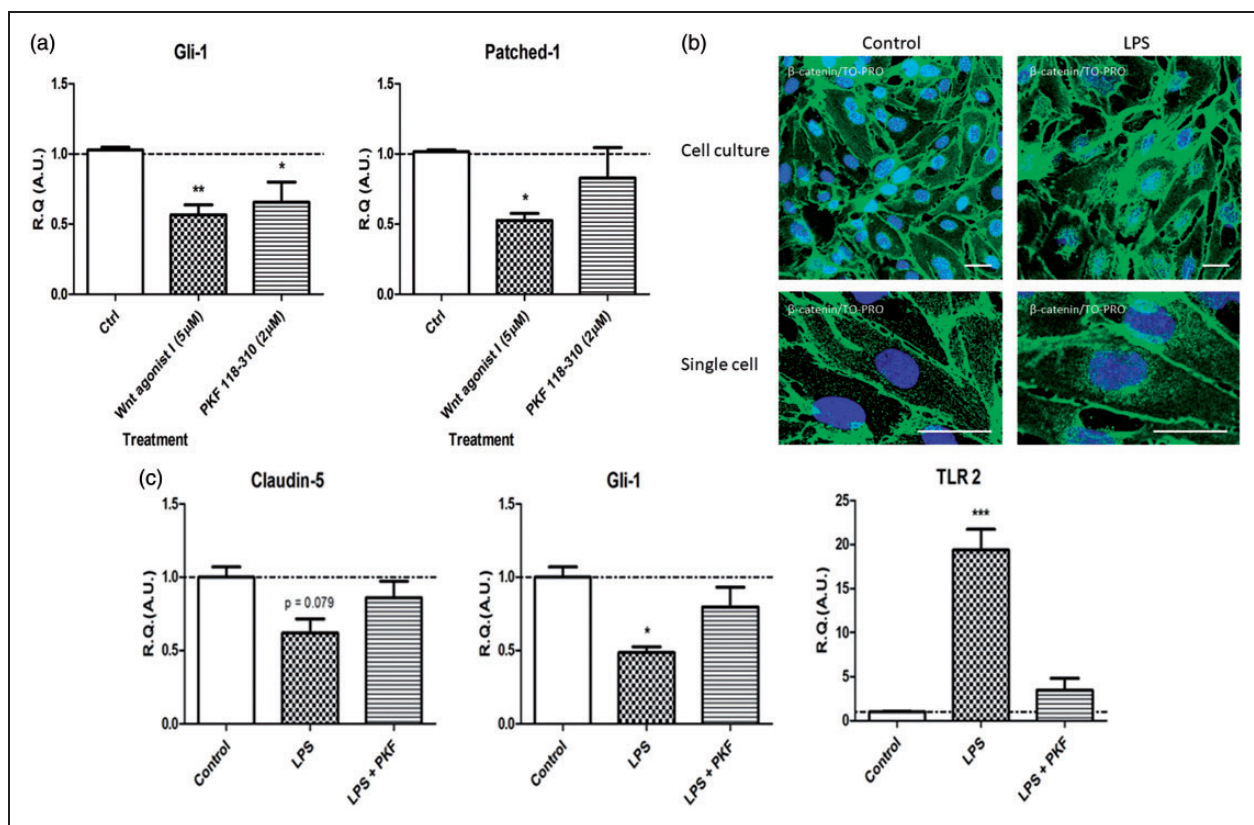 (a)
Gli-1
R.Q (A.U.)
1.5
1.0
0.5
0.0
**
*
Ctrl
Wnt agonist I (5µM)
PKF 118-310 (2µM)
Treatment
Patched-1
R.Q (A.U.)
1.5
1.0
0.5
0.0
*
Ctrl
Wnt agonist I (5µM)
PKF 118-310 (2µM)
Treatment
(b)
Control
LPS
Cell culture
β-catenin/TO-PRO
β-catenin/TO-PRO
Single cell
β-catenin/TO-PRO
β-catenin/TO-PRO
(c)
Claudin-5
R.Q.(A.U.)
1.5
1.0
0.5
0.0
p = 0.079
Control
LPS
LPS + PKF
Gli-1
R.Q.(A.U.)
1.5
1.0
0.5
0.0
*
Control
LPS
LPS + PKF
TLR 2
R.Q.(A.U.)
25
20
15
10
5
0
***
Control
LPS
LPS + PKF